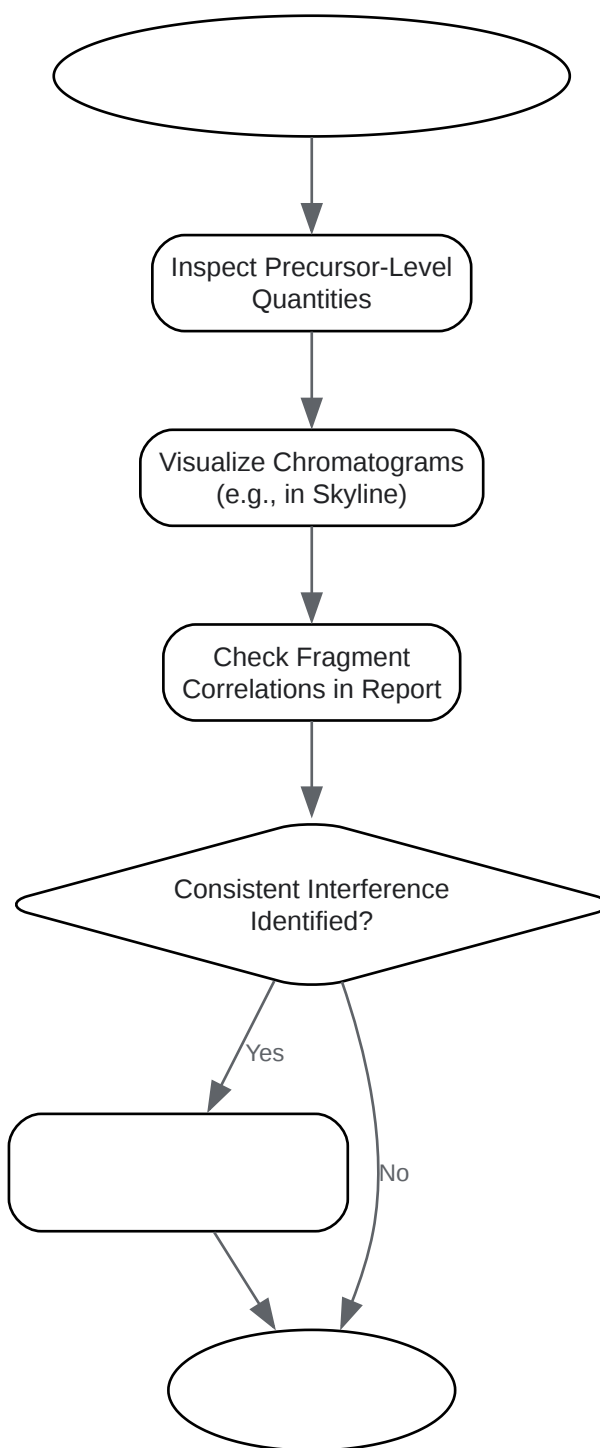 Inspect Precursor-Level
Quantities
Visualize Chromatograms
(e.g., in Skyline)
Check Fragment
Correlations in Report
Consistent Interference
Identified?
Yes
No